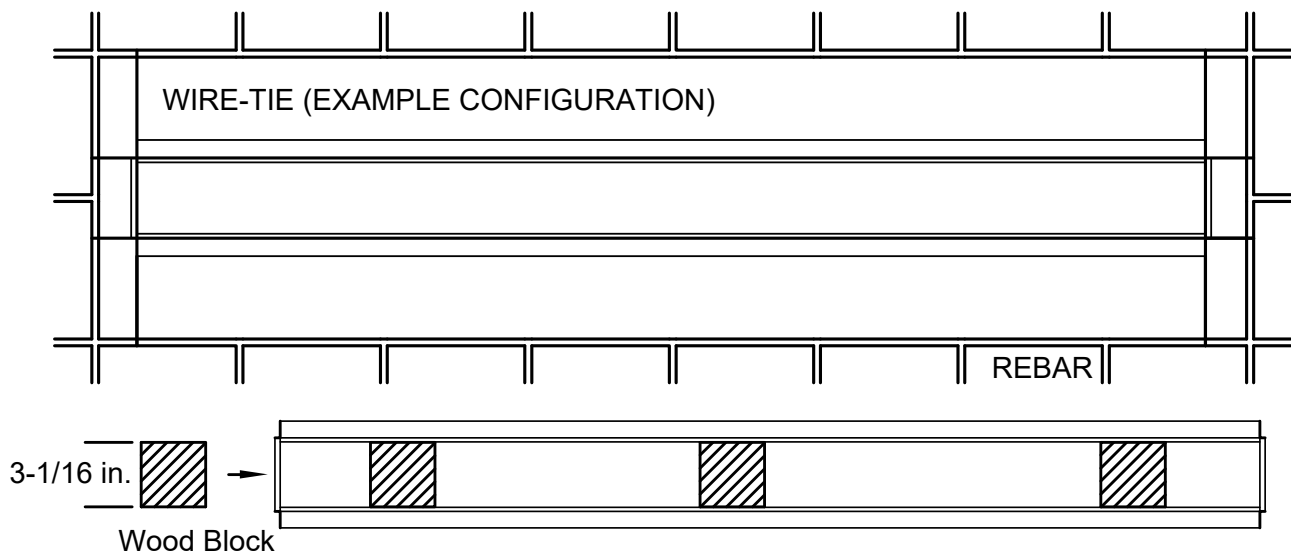 WIRE-TIE (EXAMPLE CONFIGURATION)
REBAR
3-1/16 in.
Wood Block